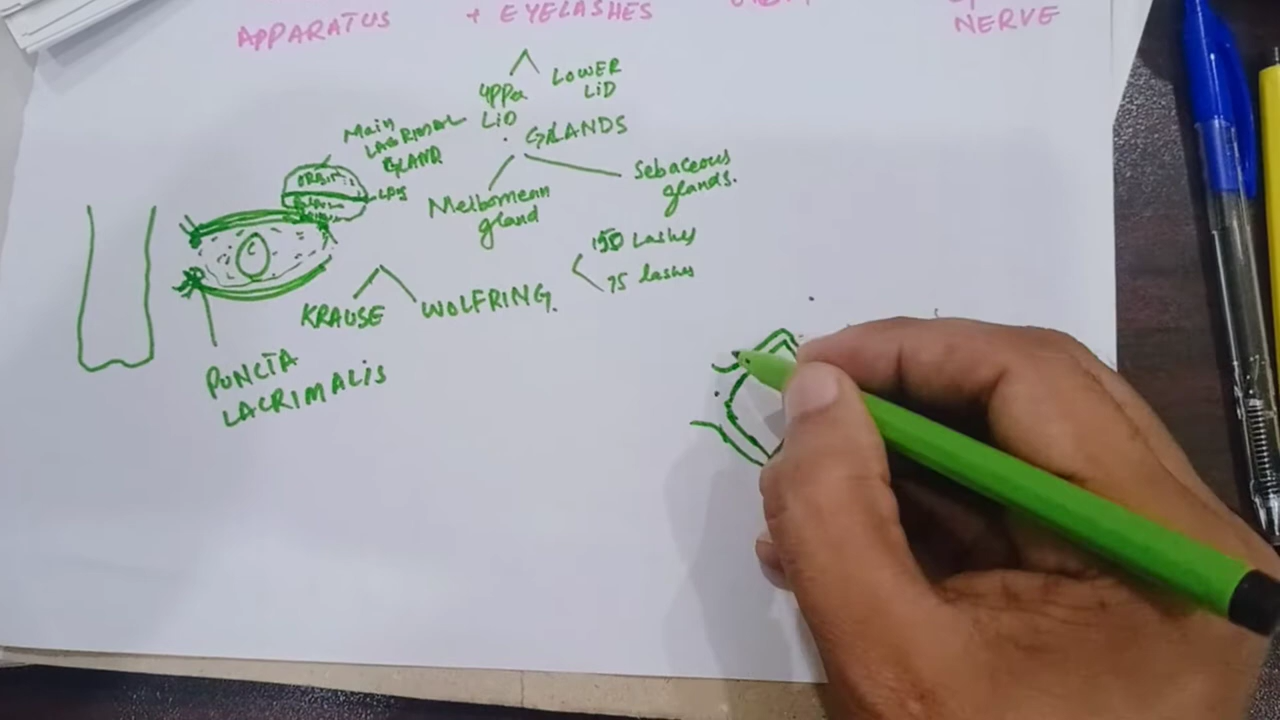 APPARATUS
+ EYELASHES
NERVE
UPPER LID
LOWER LID
Main LACRIMAL GLAND
ORBIT
LPS
GLANDS
Meibomean gland
Sebaceous glands.
150 Lashes
75 lashes
KRAUSE
WOLFRING.
PUNCTA
LACRIMALIS